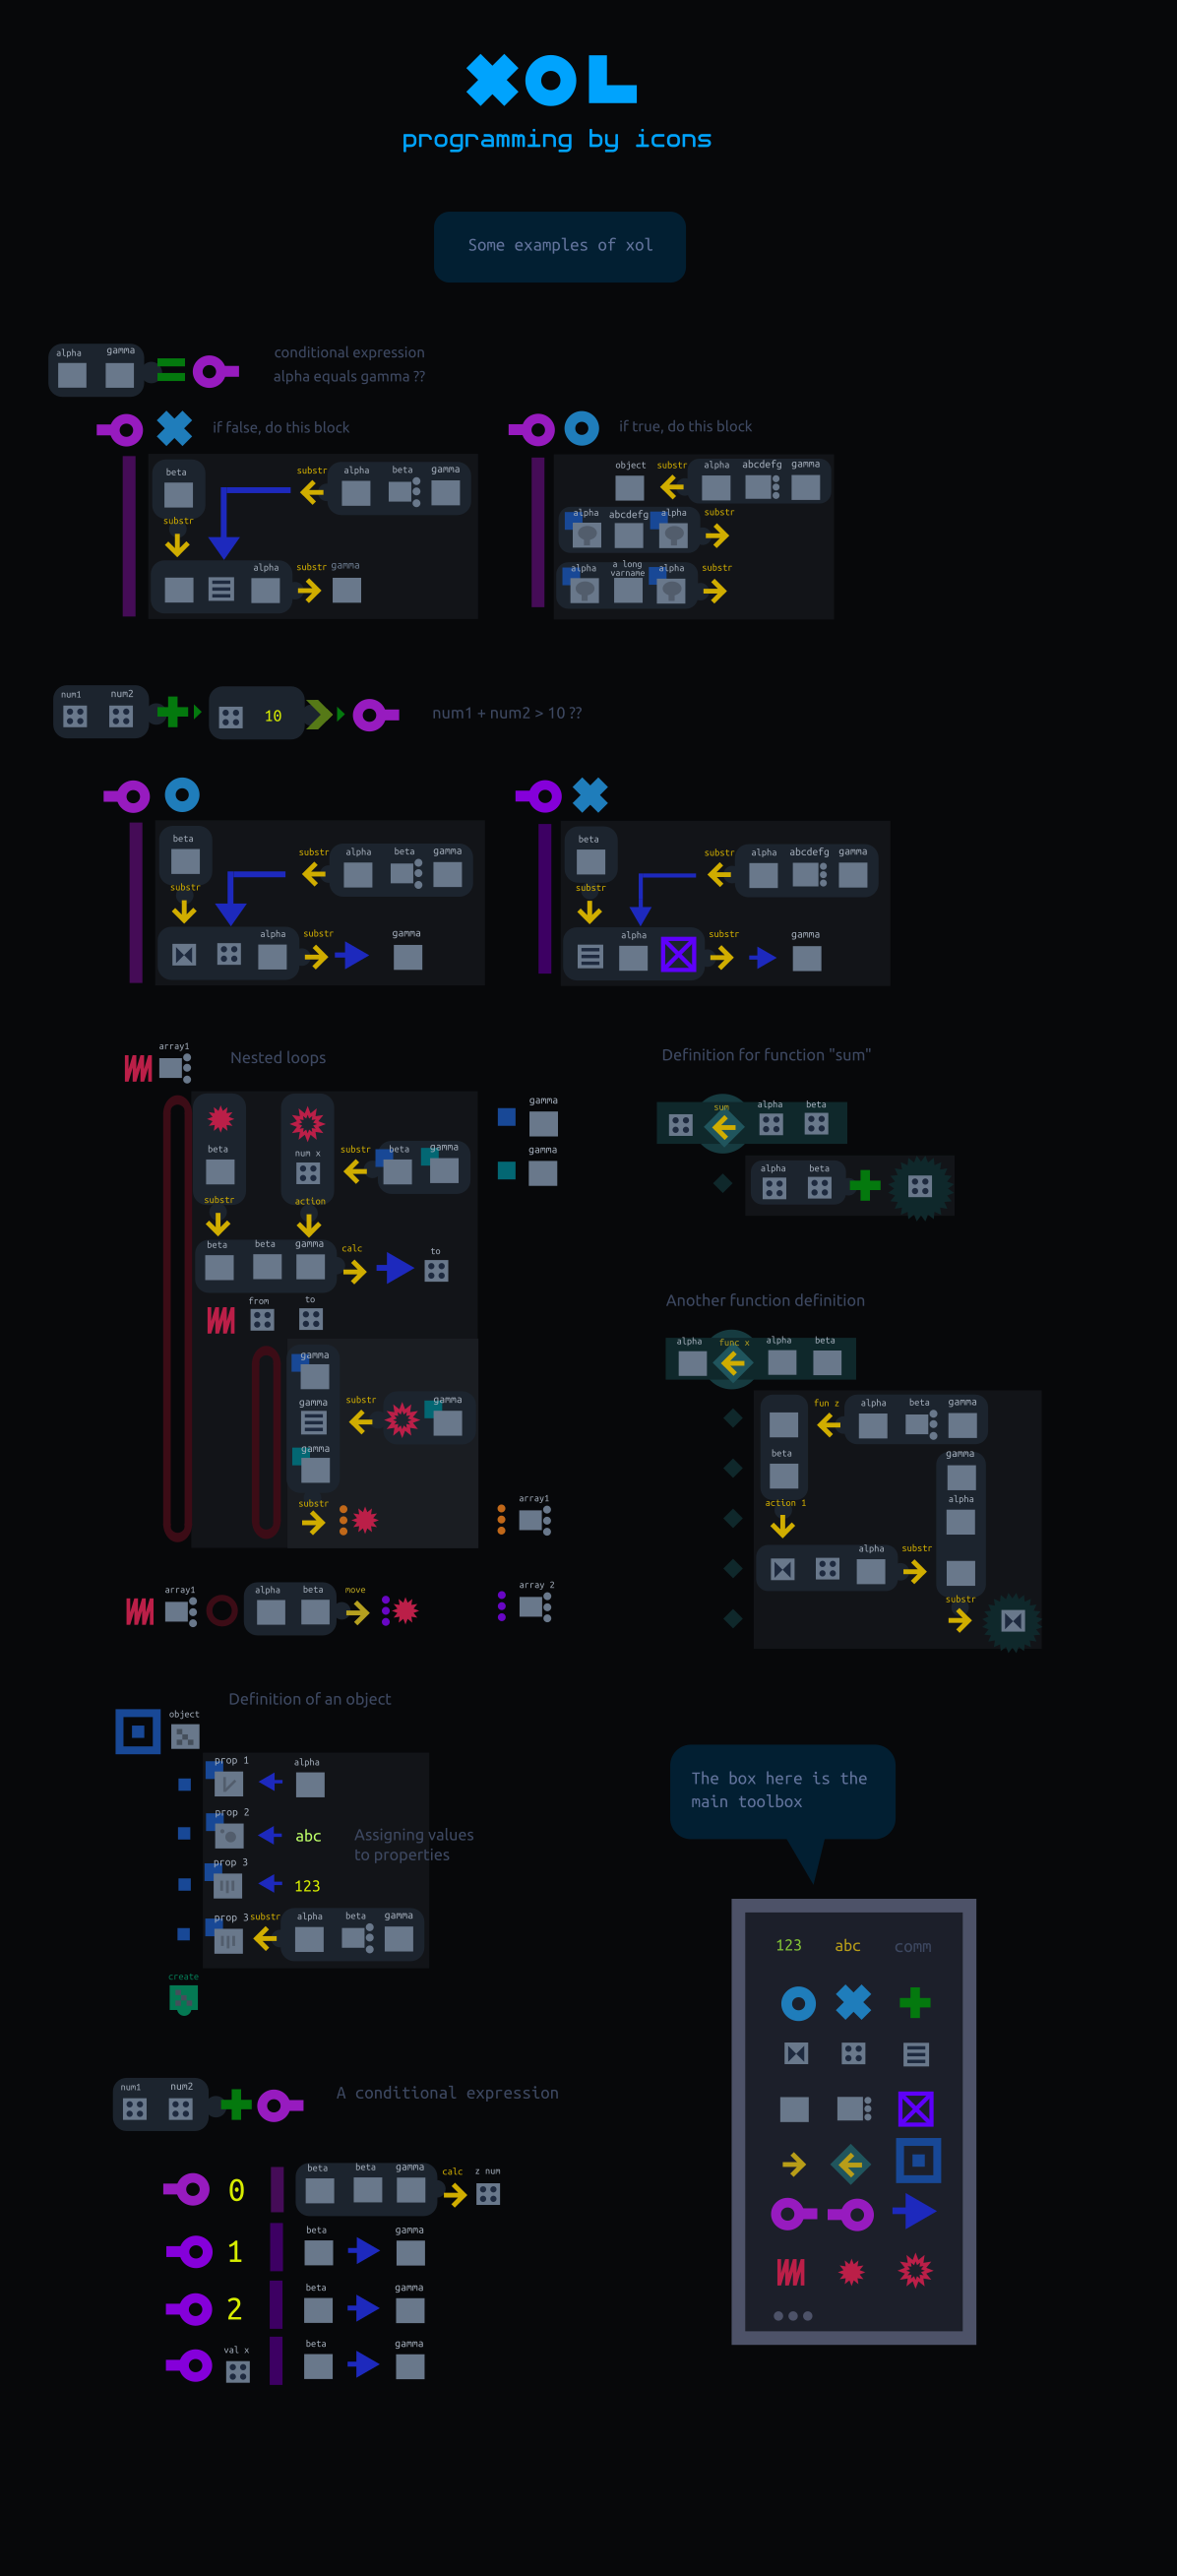 XOL
programming by icons
Some examples of xol
alpha gamma
conditional expression
alpha equals gamma ??
if false, do this block
if true, do this block
beta substr alpha beta gamma
substr
alpha substr gamma
object substr alpha abcdefg gamma
alpha abcdefg alpha substr
alpha a long varname alpha substr
num1 num2
10
num1 + num2 > 10 ??
beta substr alpha beta gamma
substr
alpha substr gamma
beta substr alpha abcdefg gamma
substr
alpha substr gamma
array1
Nested loops
beta num x substr beta gamma
substr action
beta beta gamma calc to
from to
gamma
gamma substr gamma
gamma
substr
gamma
gamma
array1
array1 alpha beta move
array 2
Definition for function "sum"
sum alpha beta
alpha beta
Another function definition
alpha func x alpha beta
fun z alpha beta gamma
beta gamma
alpha
action 1
alpha substr
substr
Definition of an object
object
prop 1 alpha
prop 2
abc
Assigning values
to properties
prop 3
123
prop 3 substr alpha beta gamma
create
The box here is the
main toolbox
123 abc comm
num1 num2
A conditional expression
0 beta beta gamma calc z num
1 beta gamma
2 beta gamma
val x beta gamma